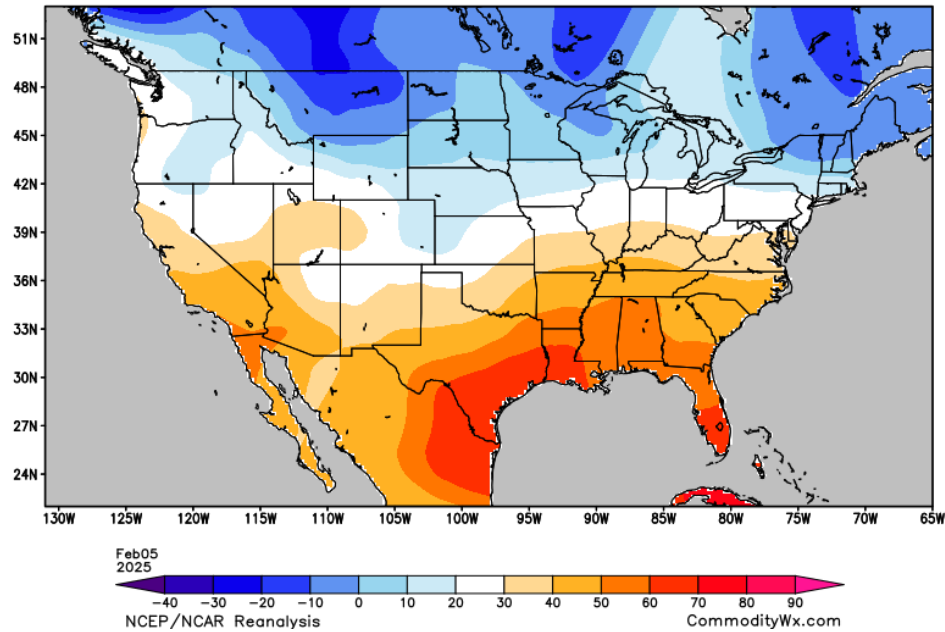 51N
48N
45N
42N
39N
36N
33N
30N
27N
24N
130W 125W 120W 115W 110W 105W 100W 95W 90W 85W 80W 75W 70W 65W
Feb05
2025
-40 -30 -20 -10 0 10 20 30 40 50 60 70 80 90
NCEP/NCAR Reanalysis CommodityWx.com